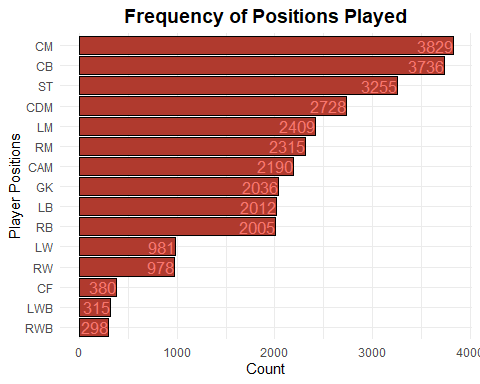 Frequency of Positions Played
Player Positions
CM 3829
CB 3736
ST 3255
CDM 2728
LM 2409
RM 2315
CAM 2190
GK 2036
LB 2012
RB 2005
LW 981
RW 978
CF 380
LWB 315
RWB 298
0 1000 2000 3000 4000
Count